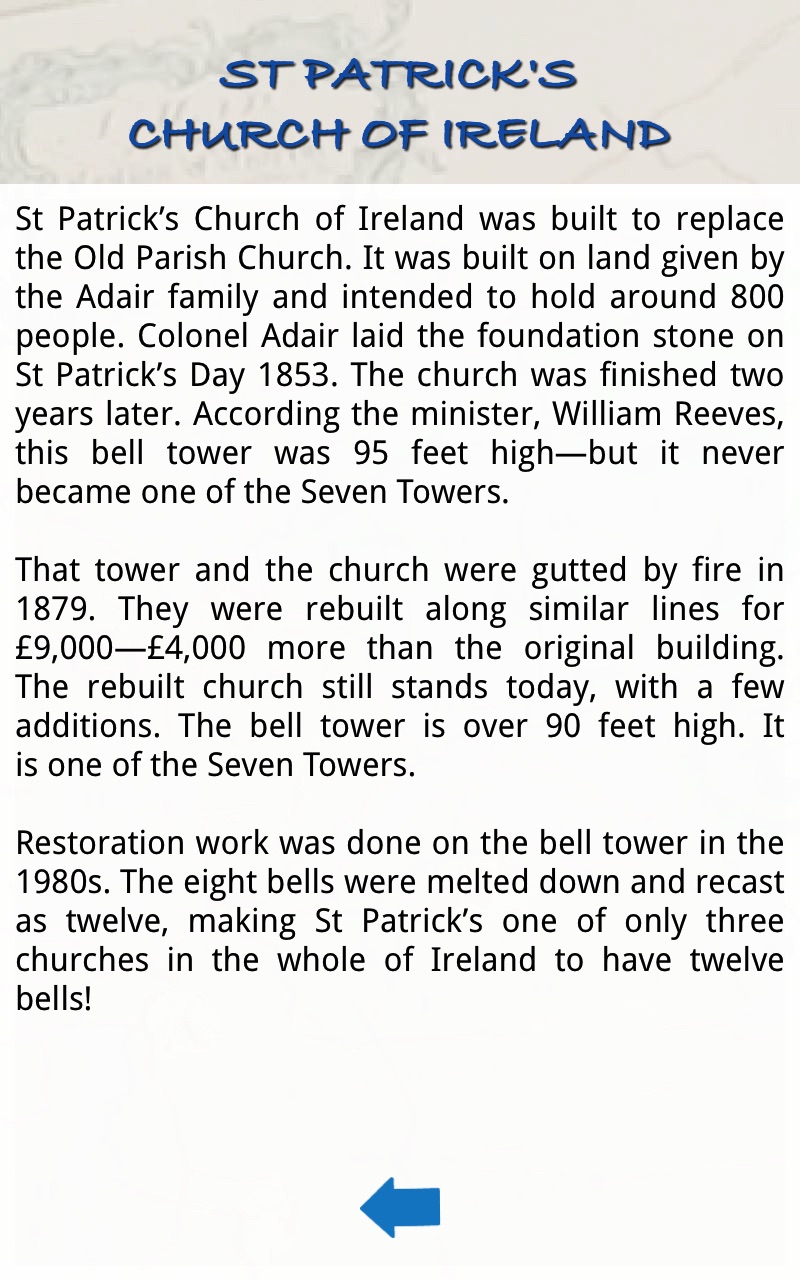 ST PATRICK'S
CHURCH OF IRELAND
St Patrick’s Church of Ireland was built to replace
the Old Parish Church. It was built on land given by
the Adair family and intended to hold around 800
people. Colonel Adair laid the foundation stone on
St Patrick’s Day 1853. The church was finished two
years later. According the minister, William Reeves,
this bell tower was 95 feet high—but it never
became one of the Seven Towers.
That tower and the church were gutted by fire in
1879. They were rebuilt along similar lines for
£9,000—£4,000 more than the original building.
The rebuilt church still stands today, with a few
additions. The bell tower is over 90 feet high. It
is one of the Seven Towers.
Restoration work was done on the bell tower in the
1980s. The eight bells were melted down and recast
as twelve, making St Patrick’s one of only three
churches in the whole of Ireland to have twelve
bells!